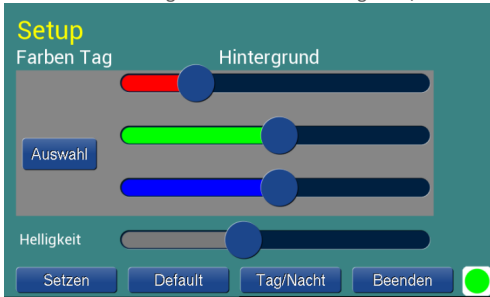 Setup
Farben Tag Hintergrund
Auswahl
Helligkeit
Setzen Default Tag/Nacht Beenden